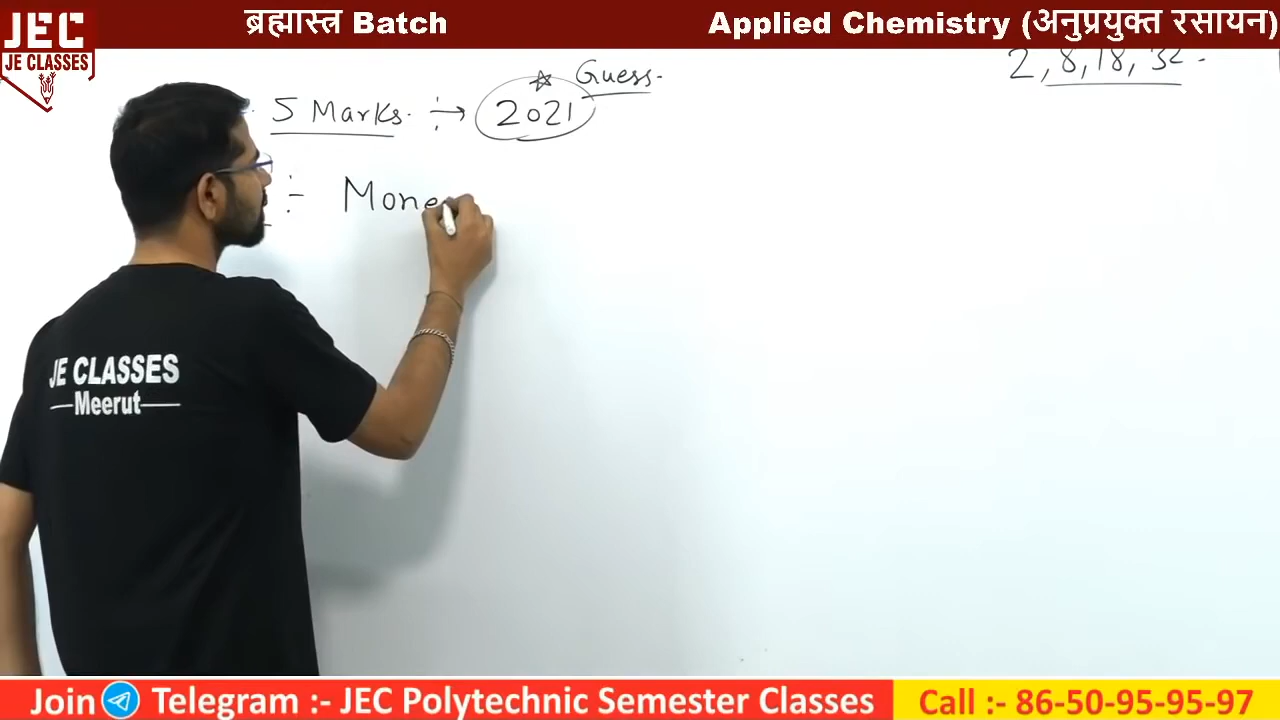 JEC
JE CLASSES
ब्रह्मास्त्र Batch
Applied Chemistry (अनुप्रयुक्त रसायन)
2, 8, 18, 32
Guess.
5 Marks. ÷→ 2021
÷ Mone
JE CLASSES
Meerut
Join Telegram :- JEC Polytechnic Semester Classes
Call :- 86-50-95-95-97